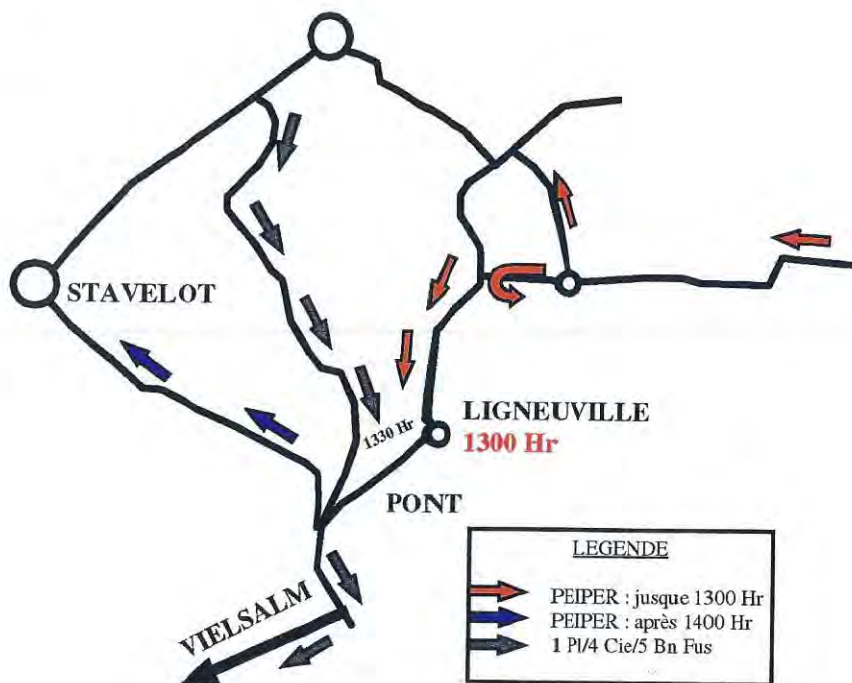 STAVELOT
LIGNEUVILLE
1300 Hr
1330 Hr
PONT
VIELSALM
LEGENDE
PEIPER : jusque 1300 Hr
PEIPER : après 1400 Hr
1 Pl/4 Cie/5 Bn Fus